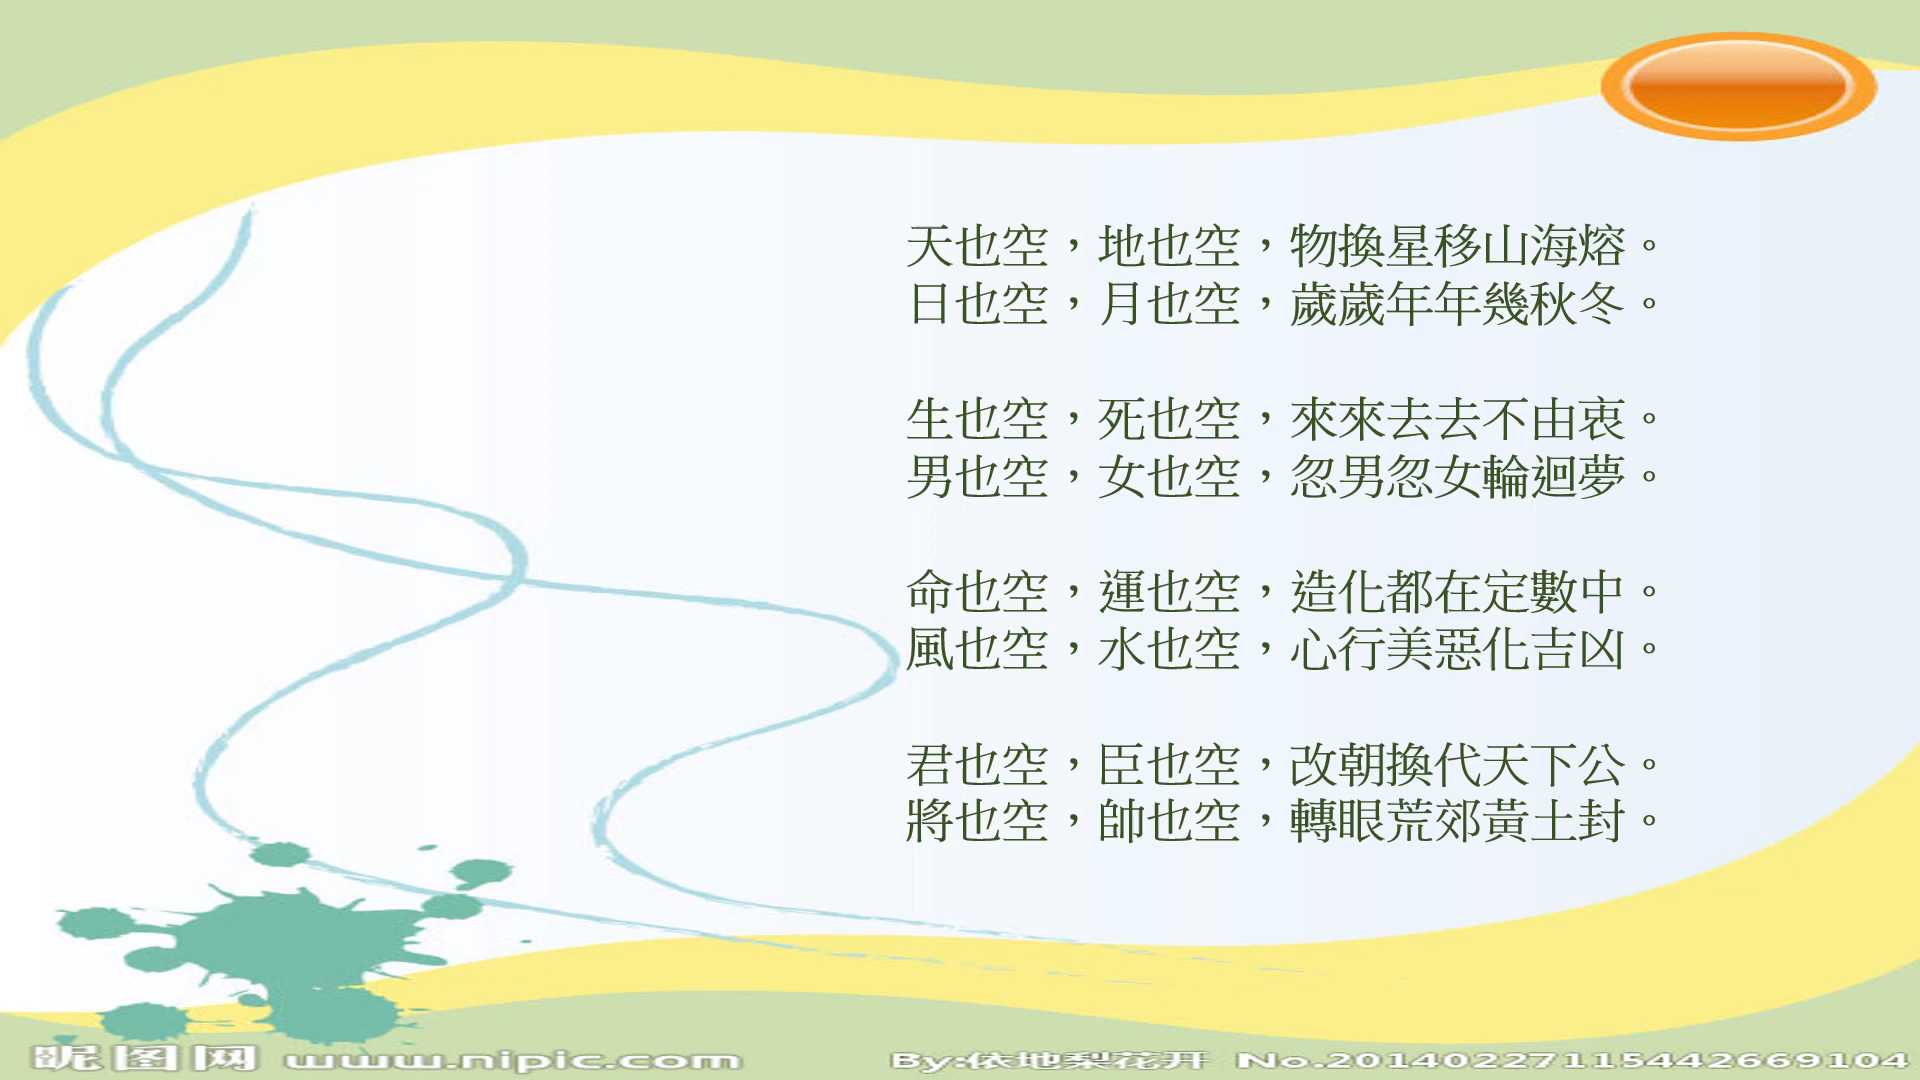 天也空，地也空，物換星移山海熔。
日也空，月也空，歲歲年年幾秋冬。
生也空，死也空，來來去去不由衷。
男也空，女也空，忽男忽女輪迴夢。
命也空，運也空，造化都在定數中。
風也空，水也空，心行美惡化吉凶。
君也空，臣也空，改朝換代天下公。
將也空，帥也空，轉眼荒郊黃土封。
昵图网 www.nipic.com By:依地梨花开 No.20140227115442669104